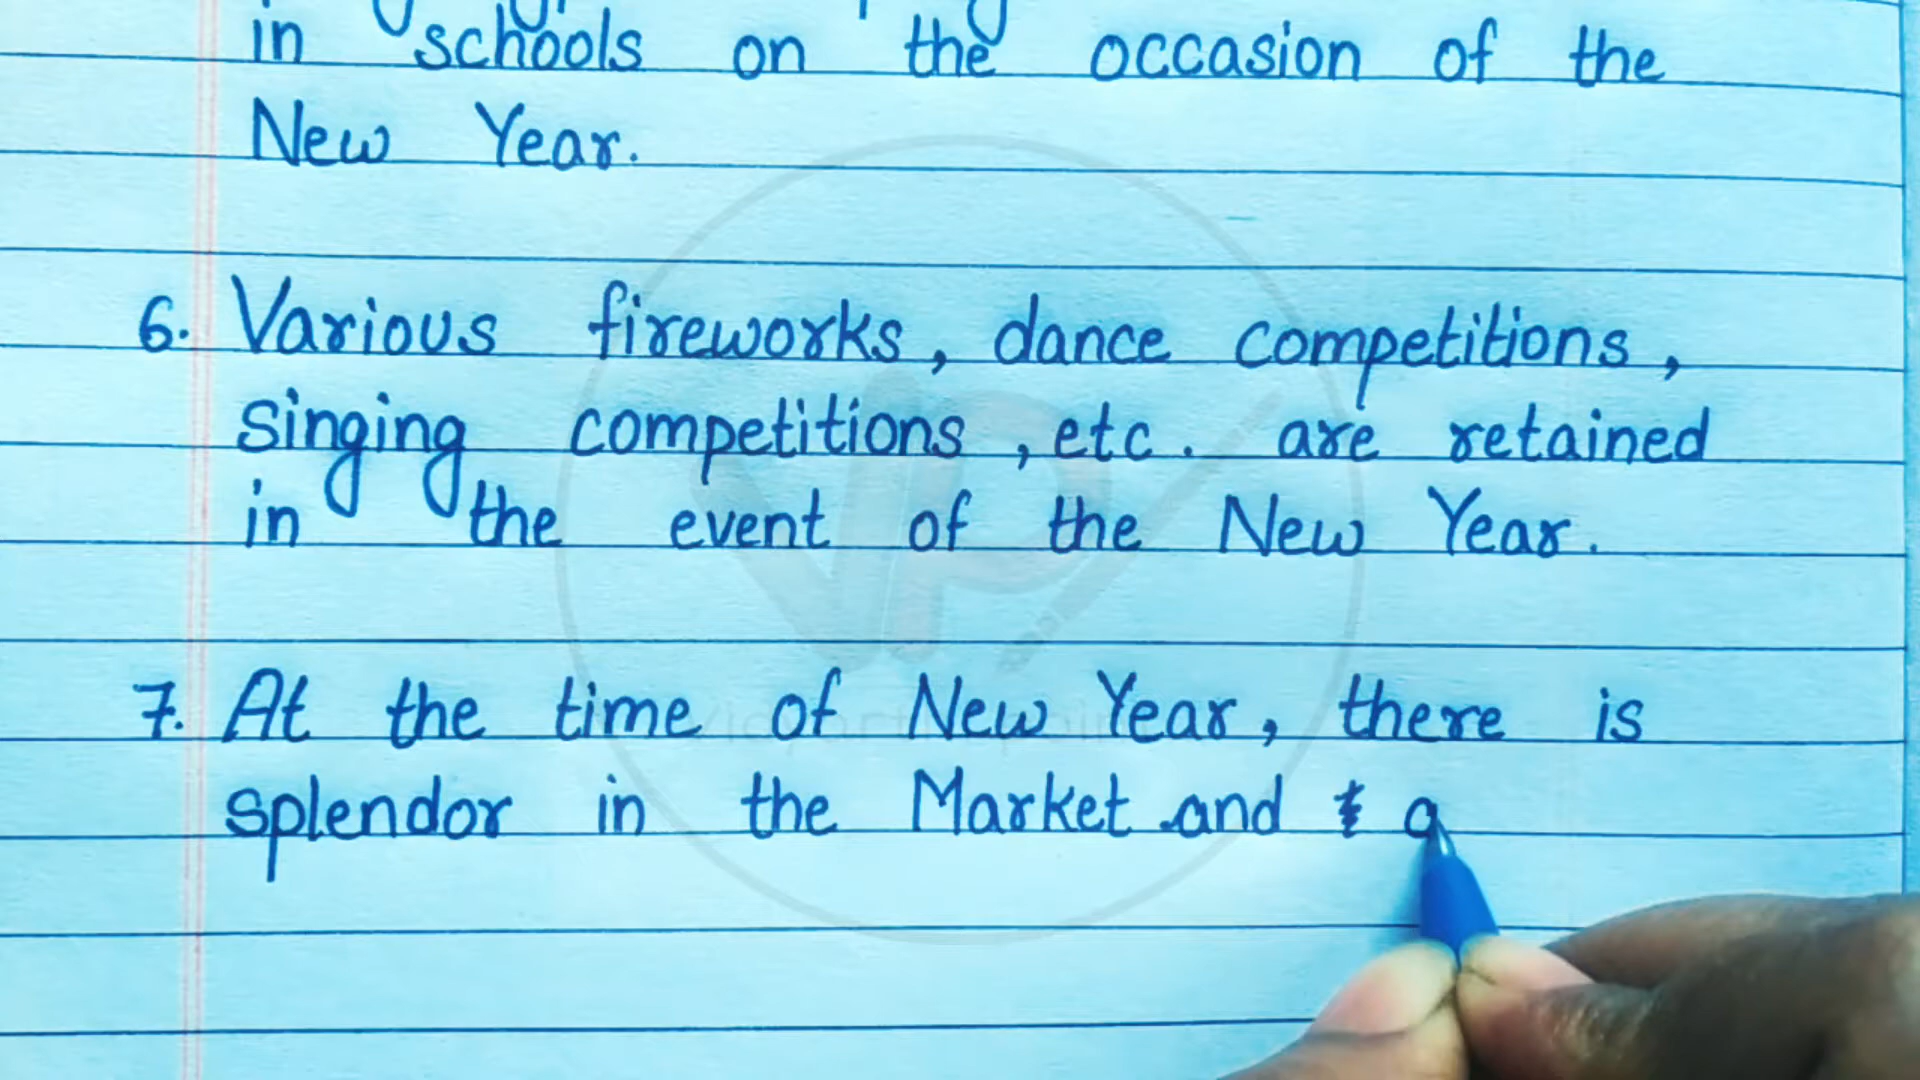 in schools on the occasion of the
New Year.
6. Various fireworks, dance competitions,
singing competitions, etc. are retained
in the event of the New Year.
7. At the time of New Year, there is
splendor in the Market and